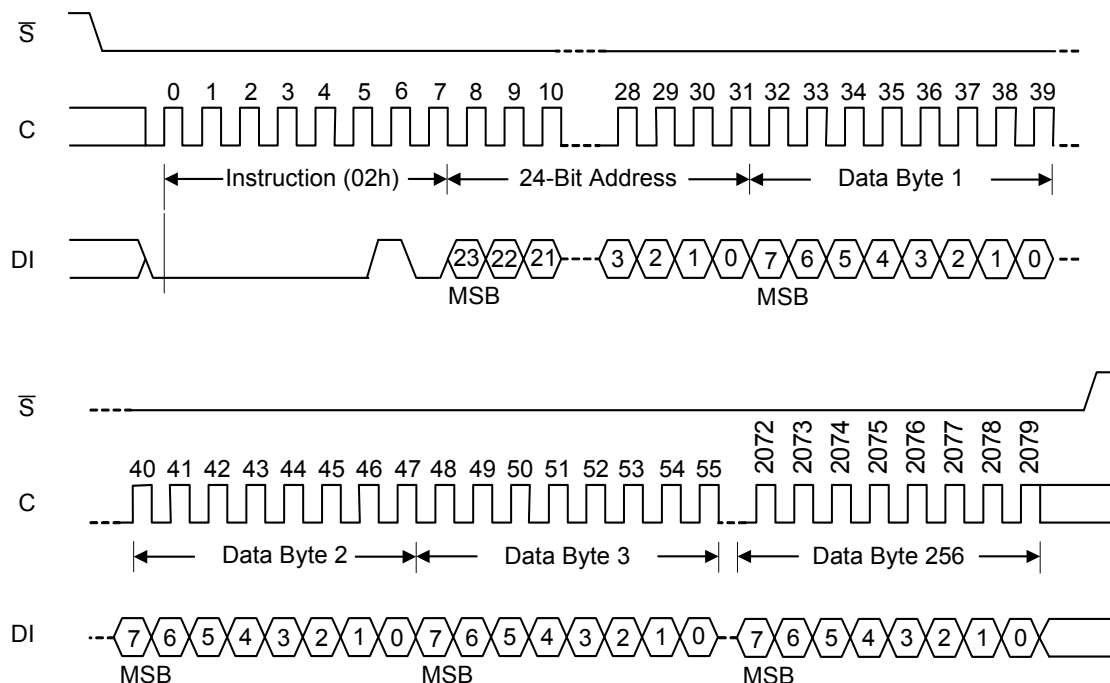 S̅
0 1 2 3 4 5 6 7 8 9 10 28 29 30 31 32 33 34 35 36 37 38 39
C
Instruction (02h) 24-Bit Address Data Byte 1
DI 23 22 21 3 2 1 0 7 6 5 4 3 2 1 0
MSB MSB
S̅
40 41 42 43 44 45 46 47 48 49 50 51 52 53 54 55 2072 2073 2074 2075 2076 2077 2078 2079
C
Data Byte 2 Data Byte 3 Data Byte 256
DI 7 6 5 4 3 2 1 0 7 6 5 4 3 2 1 0 7 6 5 4 3 2 1 0
MSB MSB MSB